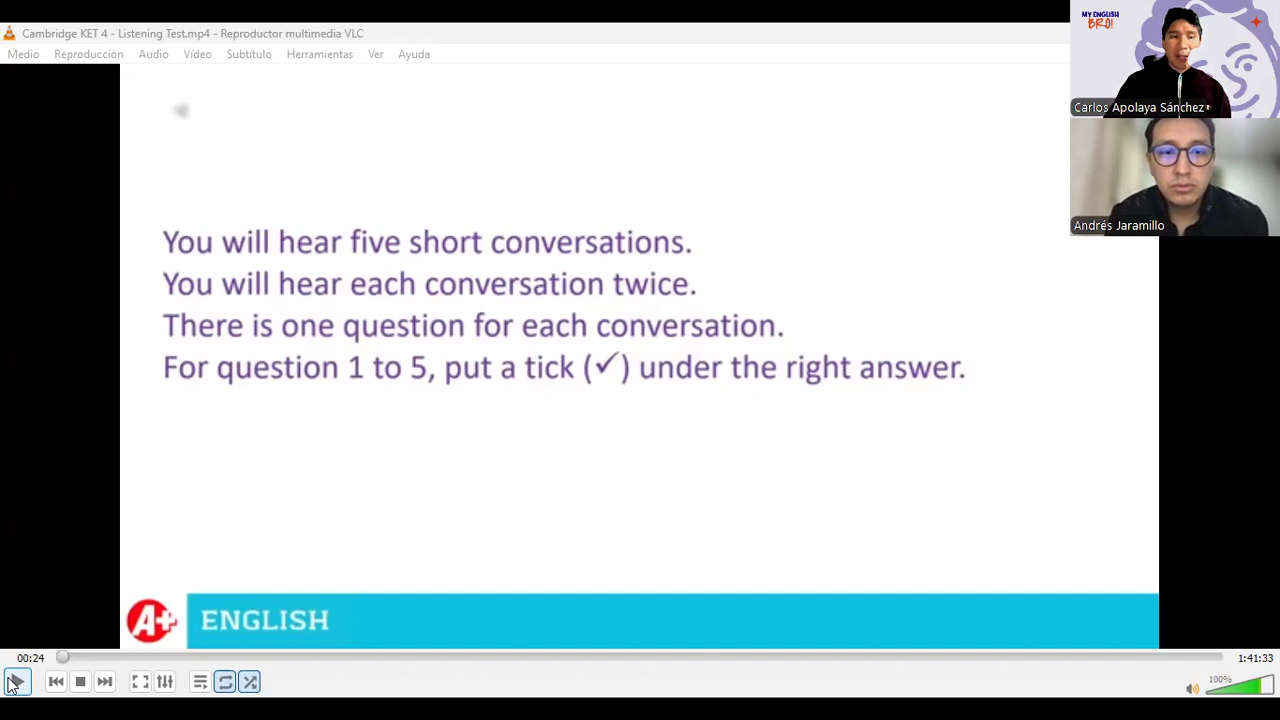 Cambridge KET 4 - Listening Test.mp4 - Reproductor multimedia VLC
Medio Reproducción Audio Vídeo Subtítulo Herramientas Ver Ayuda
MY ENGLISH
BRO!
Carlos Apolaya Sánchez
Andrés Jaramillo
You will hear five short conversations.
You will hear each conversation twice.
There is one question for each conversation.
For question 1 to 5, put a tick (✓) under the right answer.
A+ ENGLISH
00:24 1:41:33
100%